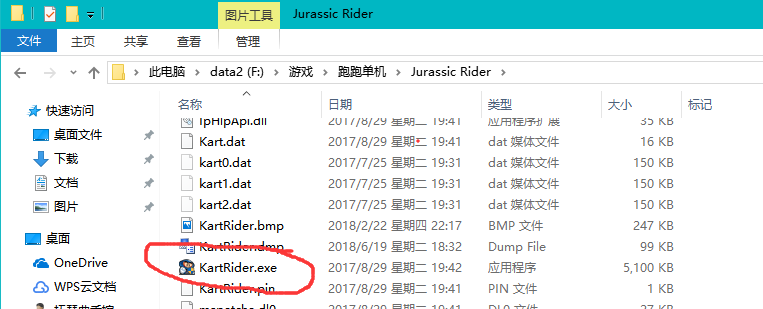 图片工具 Jurassic Rider
文件 主页 共享 查看 管理
此电脑 data2 (F:) 游戏 跑跑单机 Jurassic Rider
名称 日期 类型 大小 标记
快速访问
桌面文件
下载
文档
图片
桌面
OneDrive
WPS云文档
IpHlpApi.dll 2017/8/29 星期二 19:41 应用程序扩展 35 KB
Kart.dat 2017/8/29 星期二 19:41 dat 媒体文件 16 KB
kart0.dat 2017/7/25 星期二 19:31 dat 媒体文件 150 KB
kart1.dat 2017/7/25 星期二 19:31 dat 媒体文件 150 KB
kart2.dat 2017/7/25 星期二 19:31 dat 媒体文件 150 KB
KartRider.bmp 2018/2/22 星期四 22:17 BMP 文件 247 KB
KartRider.dmp 2018/6/19 星期二 18:32 Dump File 99 KB
KartRider.exe 2017/8/29 星期二 19:42 应用程序 5,100 KB
KartRider.pin 2017/8/29 星期二 19:41 PIN 文件 1 KB
2017/8/29 星期二 19:41 DL0 文件 27 KB